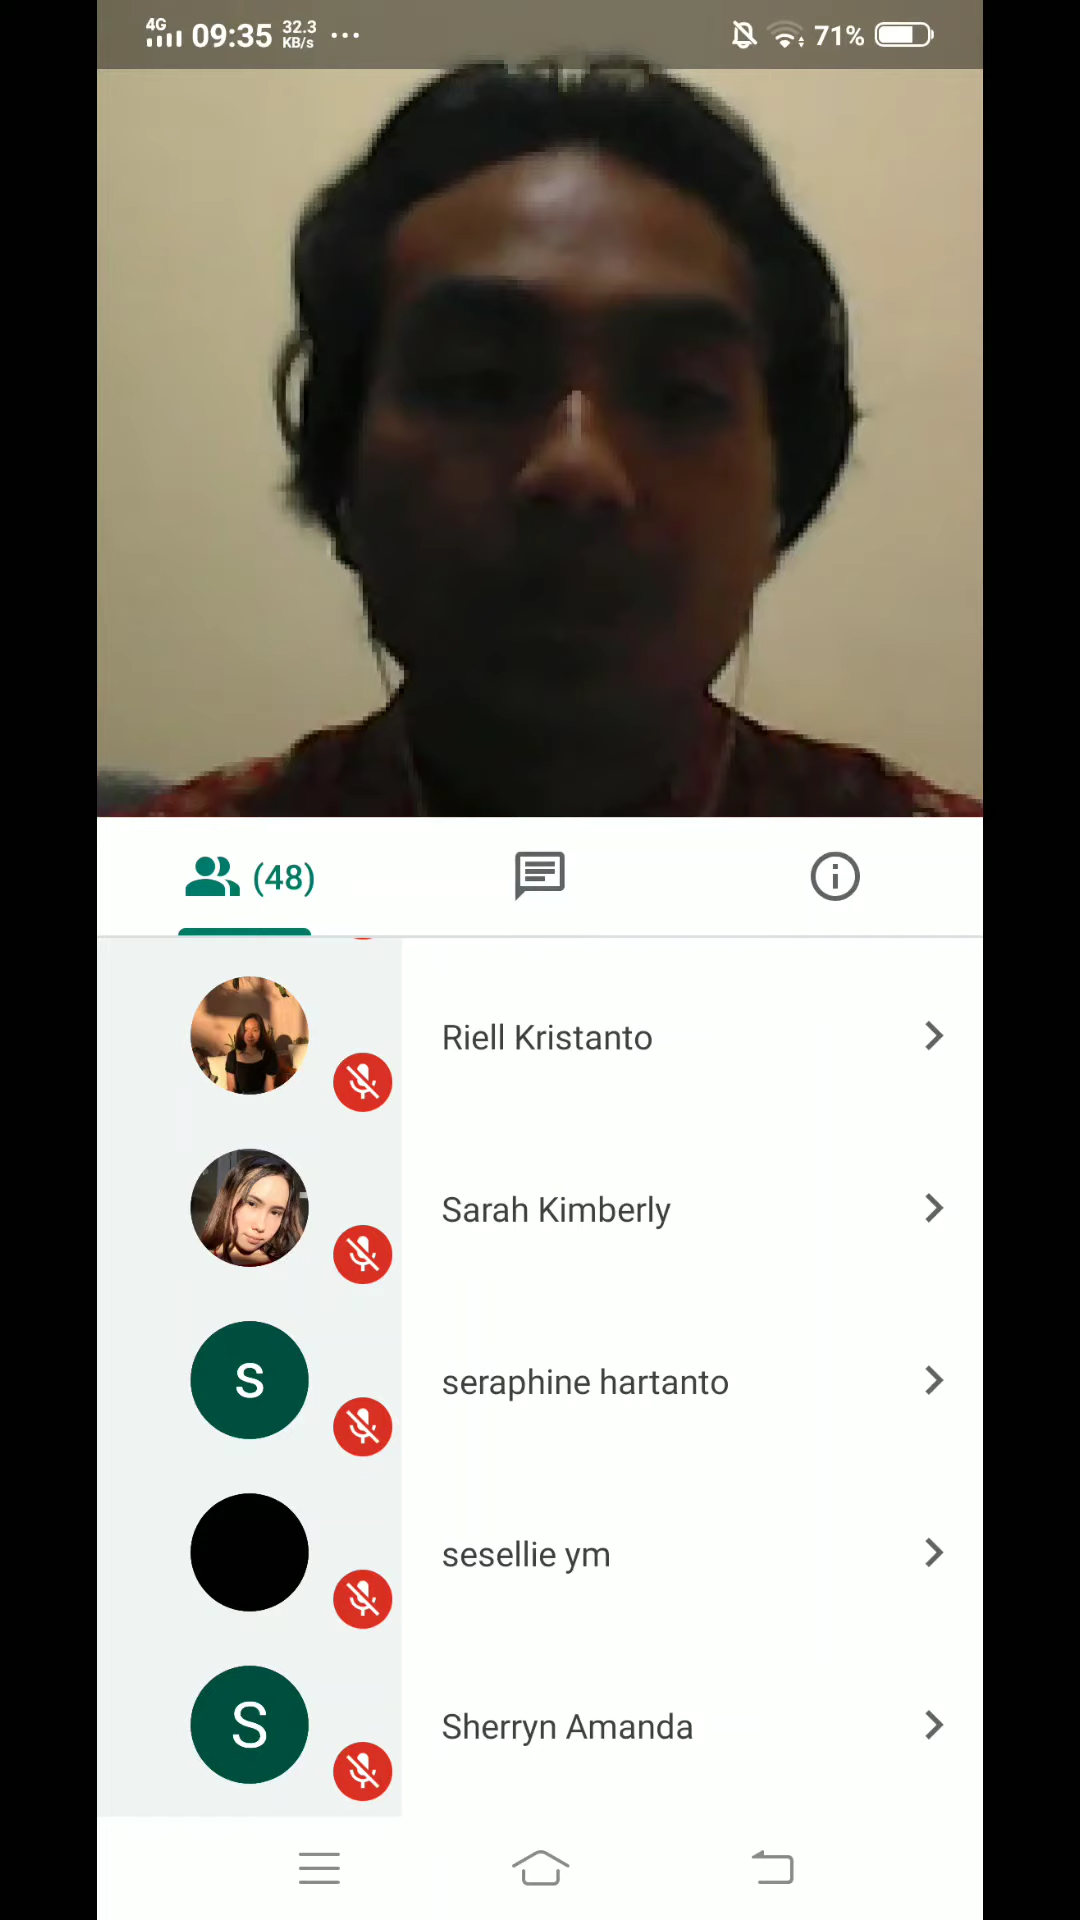 4G 09:35 32.3 KB/s ... 71%
(48)
Riell Kristanto
Sarah Kimberly
s
seraphine hartanto
sesellie ym
S
Sherryn Amanda